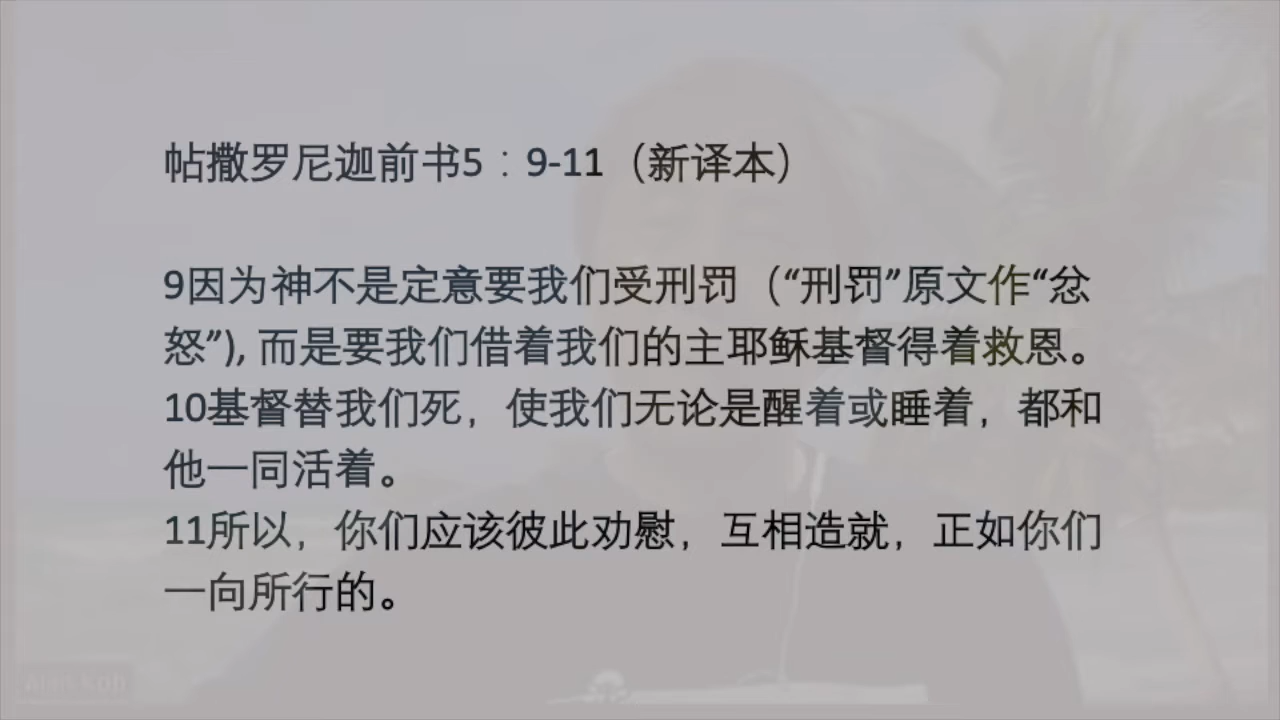 帖撒罗尼迦前书5：9-11（新译本）
9因为神不是定意要我们受刑罚（“刑罚”原文作“忿
怒”), 而是要我们借着我们的主耶稣基督得着救恩。
10基督替我们死，使我们无论是醒着或睡着，都和
他一同活着。
11所以，你们应该彼此劝慰，互相造就，正如你们
一向所行的。